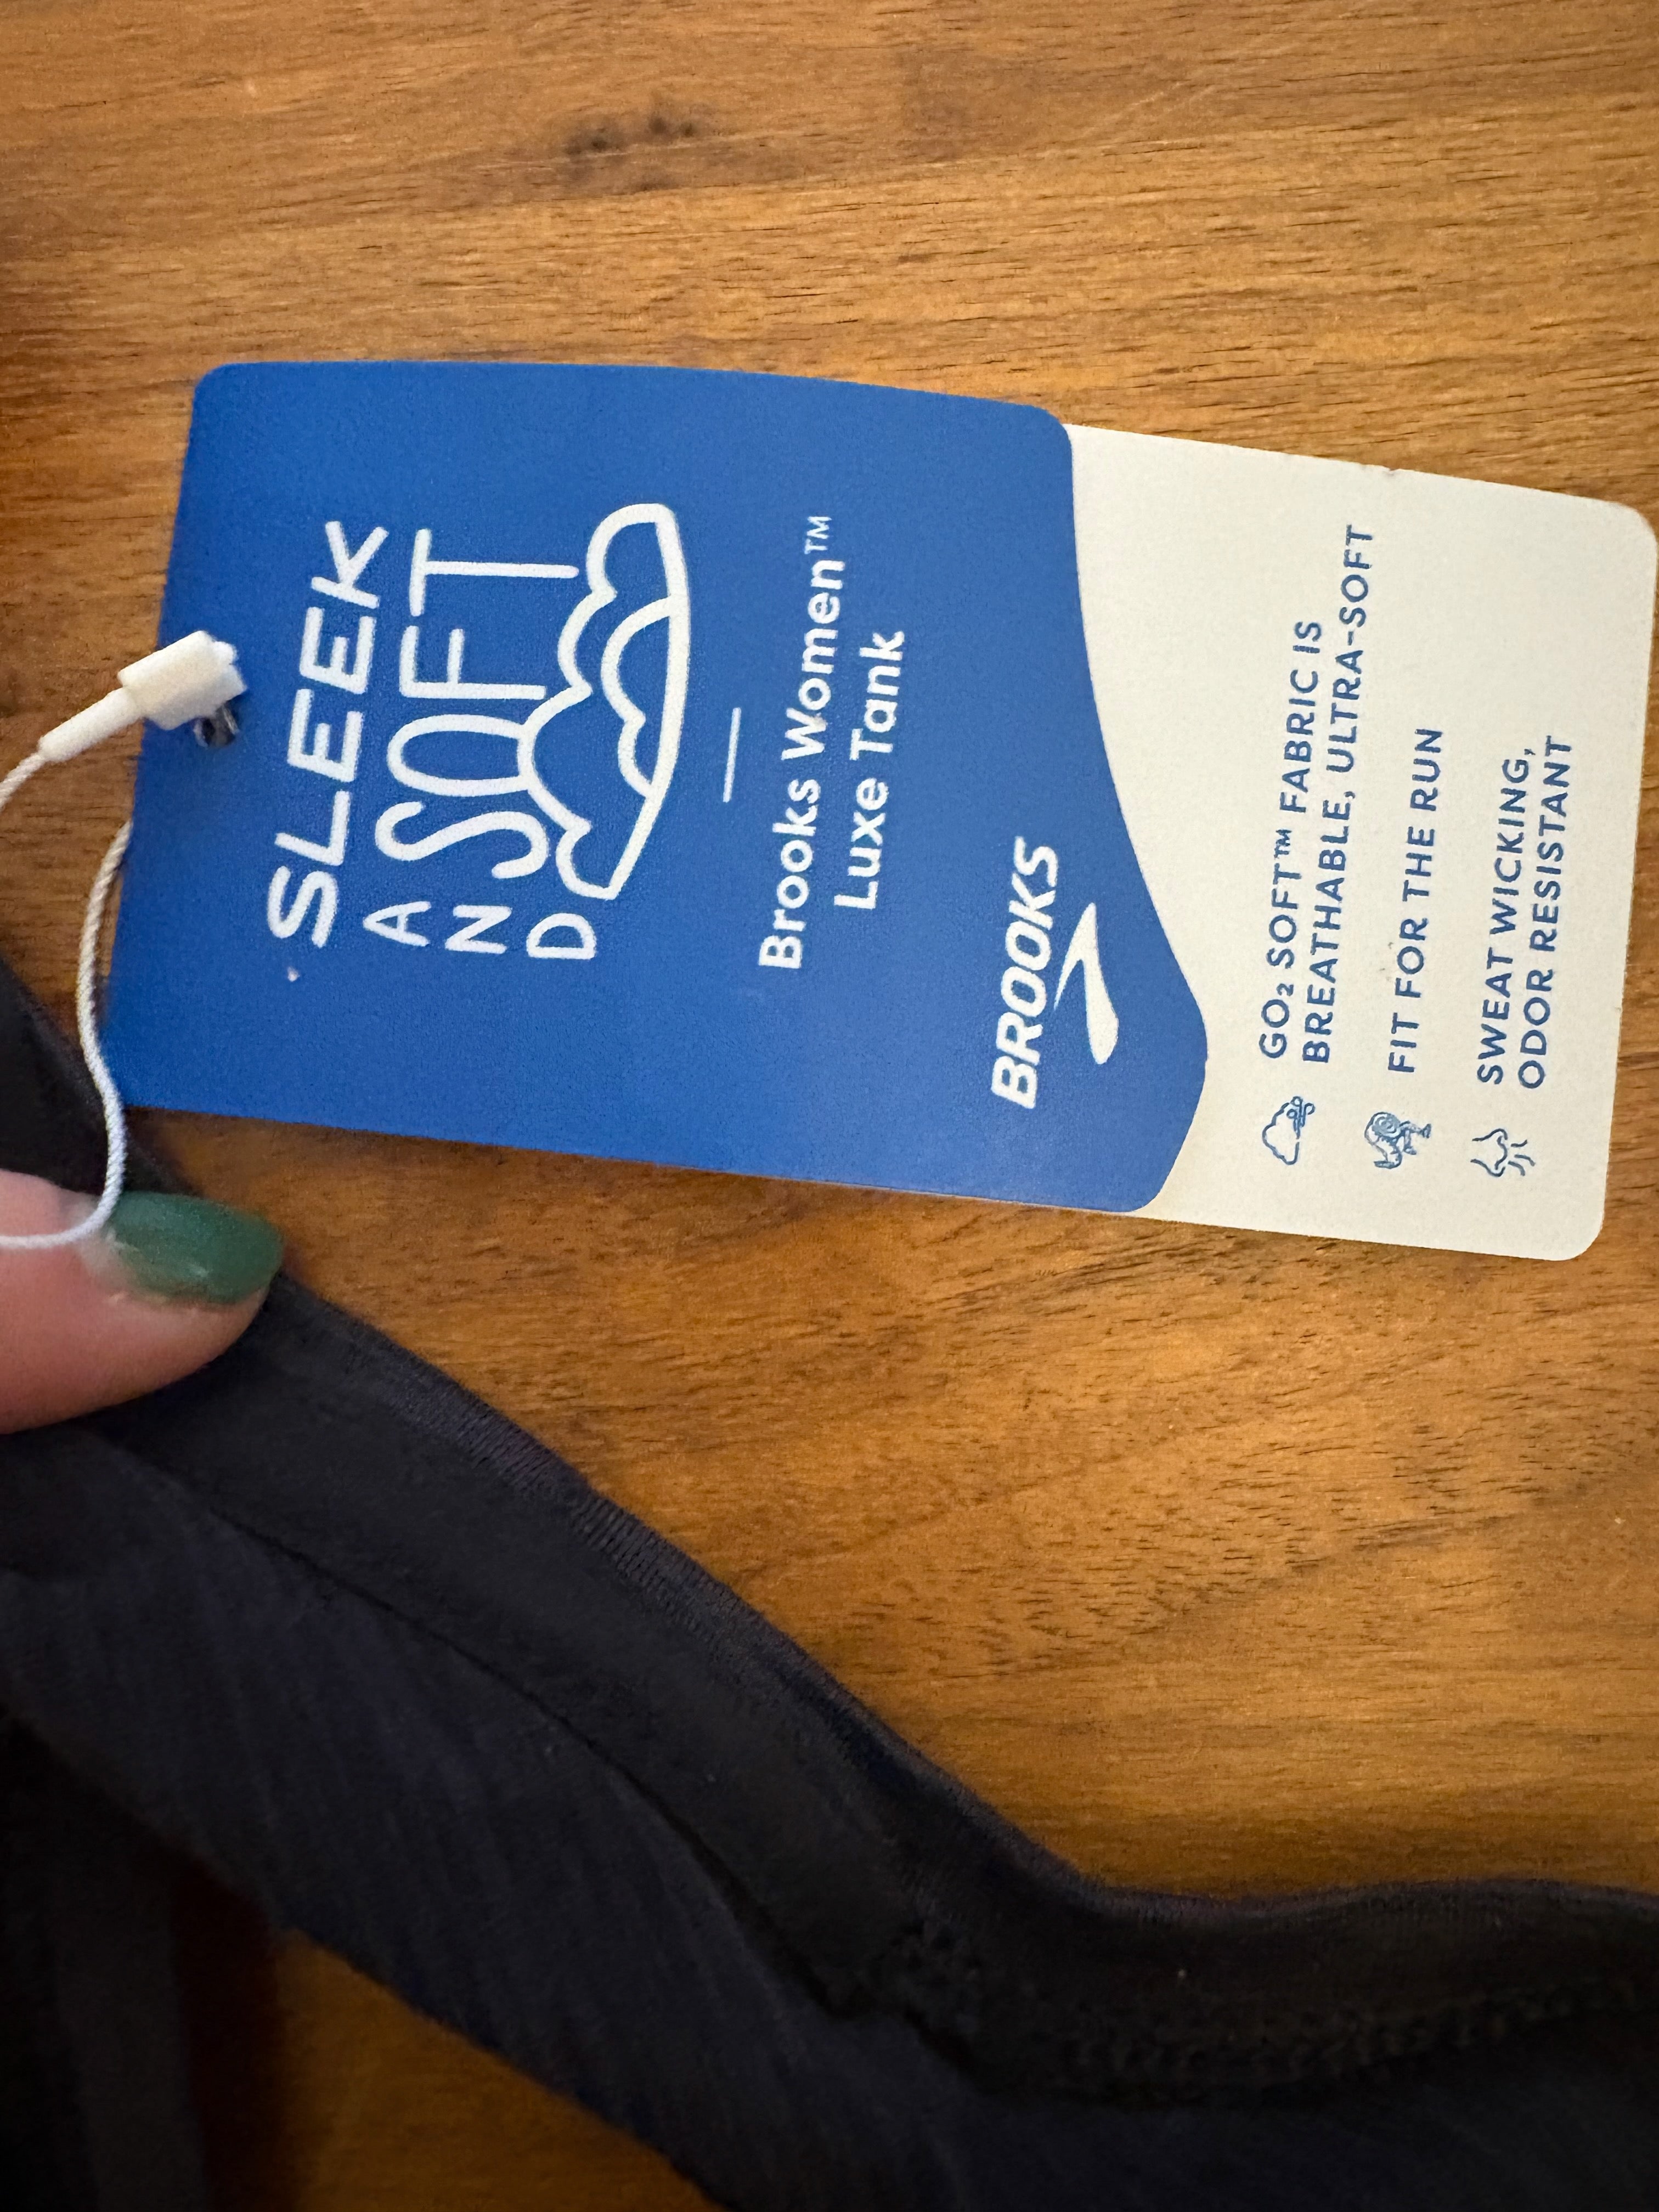 SLEEK
AND
SOFT
Brooks Women™
Luxe Tank
BROOKS
GO₂ SOFT™ FABRIC IS
BREATHABLE, ULTRA-SOFT
FIT FOR THE RUN
SWEAT WICKING,
ODOR RESISTANT